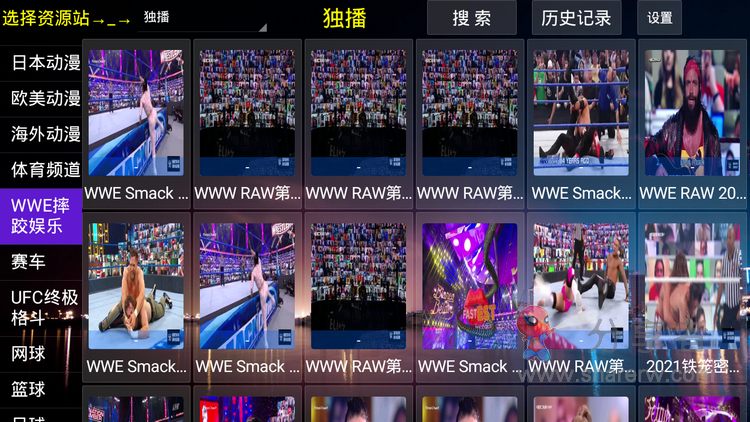 选择资源站→_→
独播
独播
搜 索
历史记录
设置
日本动漫
欧美动漫
海外动漫
体育频道
WWE摔
跤娱乐
赛车
UFC终极
格斗
网球
篮球
WWE Smack ...
WWW RAW第...
WWW RAW第...
WWW RAW第...
WWE Smack...
WWE RAW 20...
WWE Smack...
WWE Smack ...
WWW RAW第...
WWE Smack ...
WWW RAW第...
2021铁笼密...